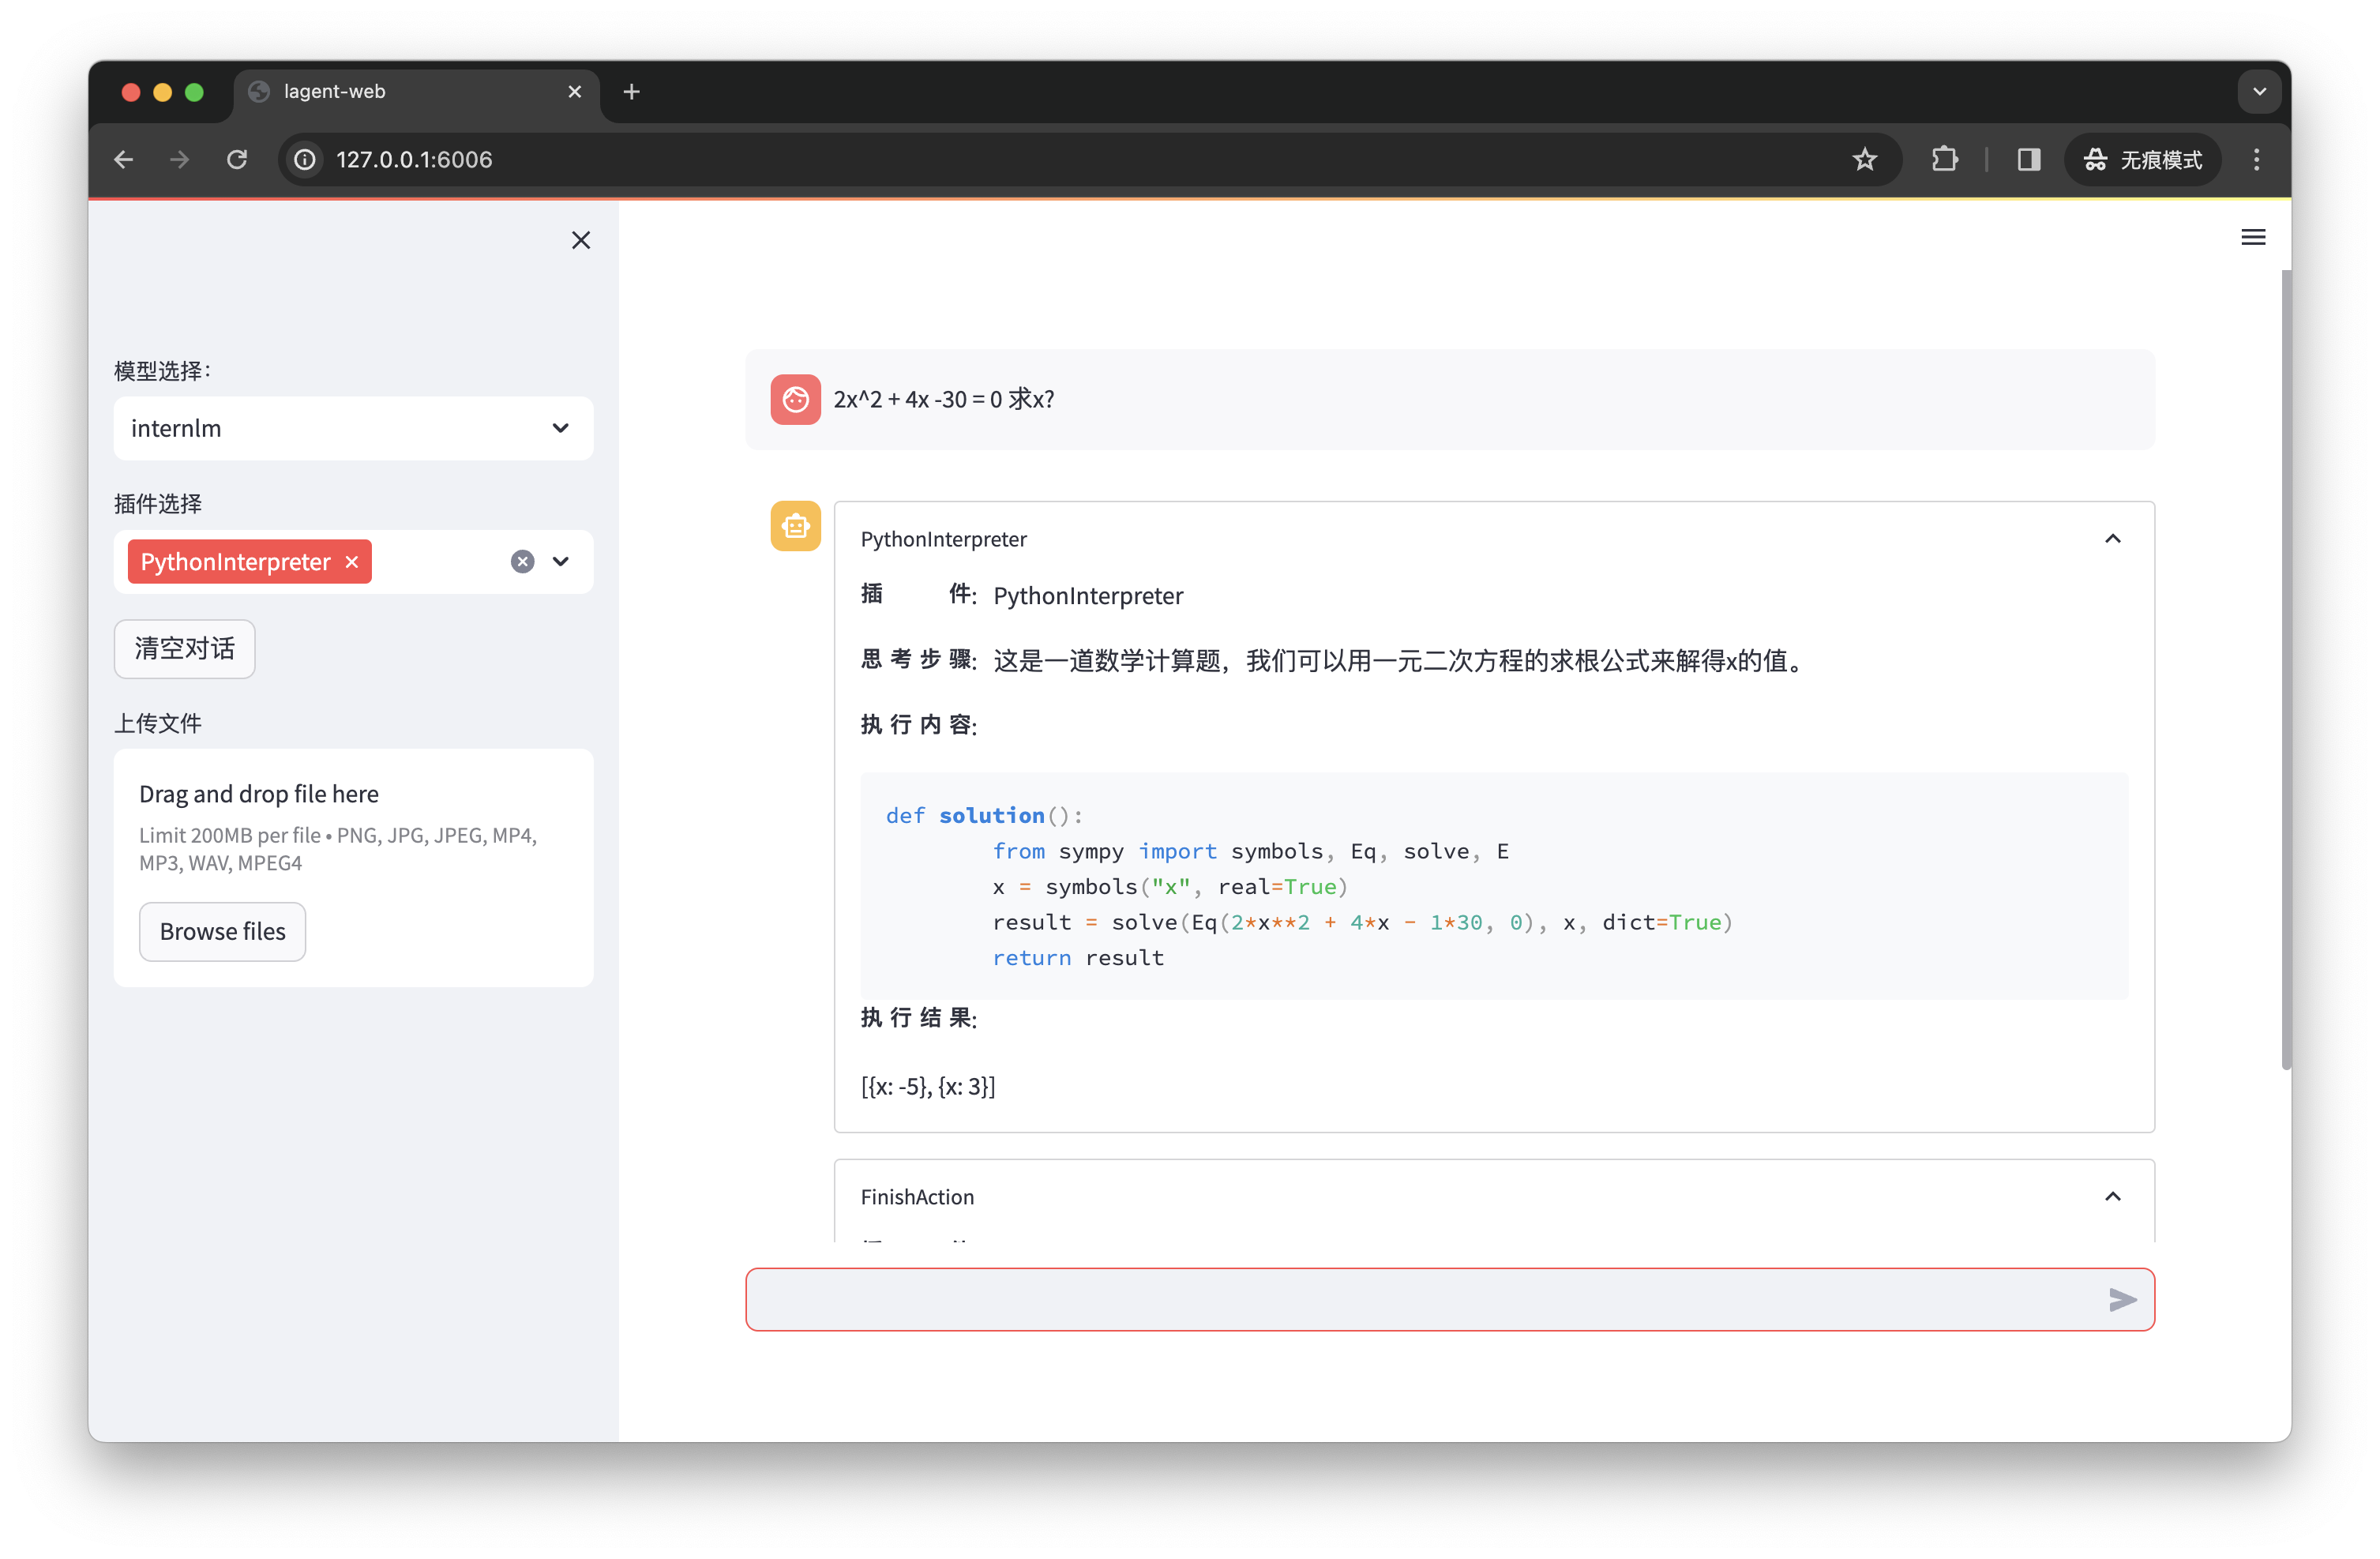 lagent-web
127.0.0.1:6006
无痕模式
模型选择：
internlm
插件选择
PythonInterpreter
清空对话
上传文件
Drag and drop file here
Limit 200MB per file • PNG, JPG, JPEG, MP4,
MP3, WAV, MPEG4
Browse files
2x^2 + 4x -30 = 0 求x?
PythonInterpreter
插 件: PythonInterpreter
思 考 步 骤: 这是一道数学计算题，我们可以用一元二次方程的求根公式来解得x的值。
执 行 内 容:
def solution():
from sympy import symbols, Eq, solve, E
x = symbols("x", real=True)
result = solve(Eq(2*x**2 + 4*x - 1*30, 0), x, dict=True)
return result
执 行 结 果:
[{x: -5}, {x: 3}]
FinishAction